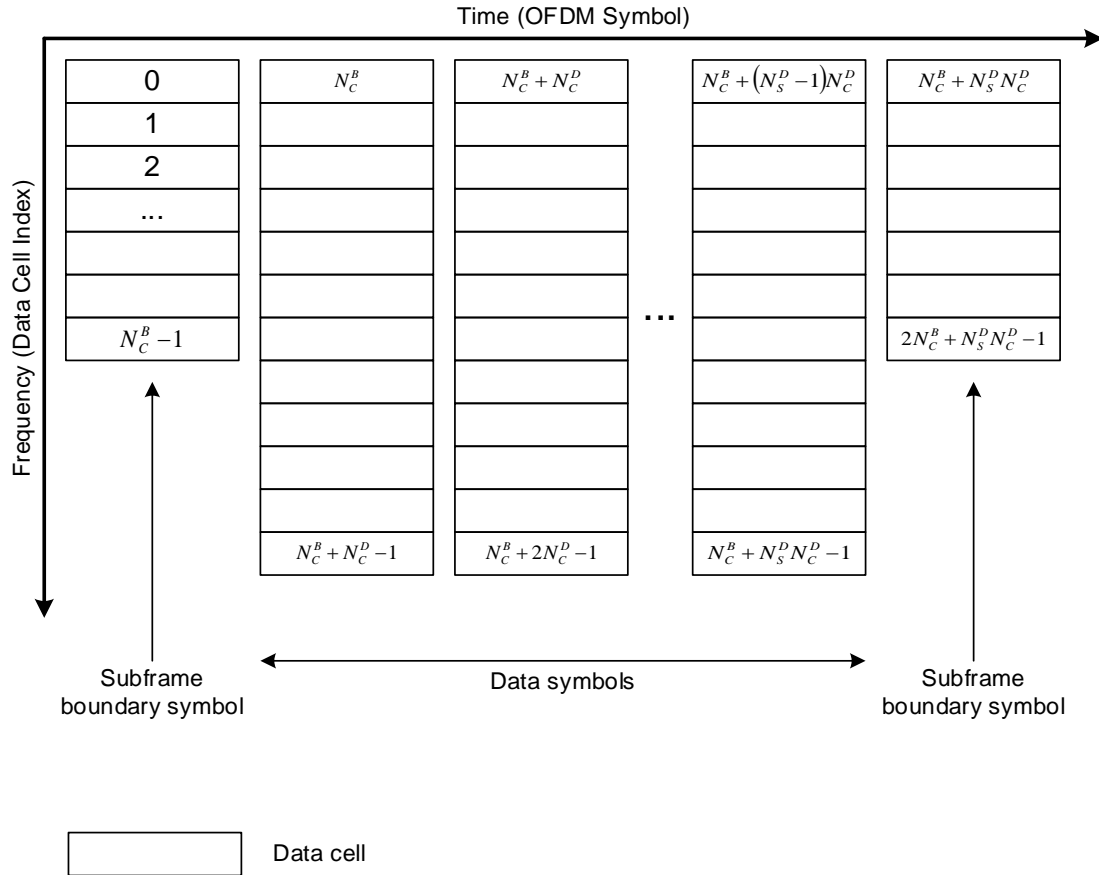 Time (OFDM Symbol)
Frequency (Data Cell Index)
0
1
2
...
N_C^B − 1
N_C^B
N_C^B + N_C^D − 1
N_C^B + N_C^D
N_C^B + 2N_C^D − 1
...
N_C^B + (N_S^D − 1)N_C^D
N_C^B + N_S^D N_C^D − 1
N_C^B + N_S^D N_C^D
2N_C^B + N_S^D N_C^D − 1
Subframe
boundary symbol
Data symbols
Subframe
boundary symbol
Data cell